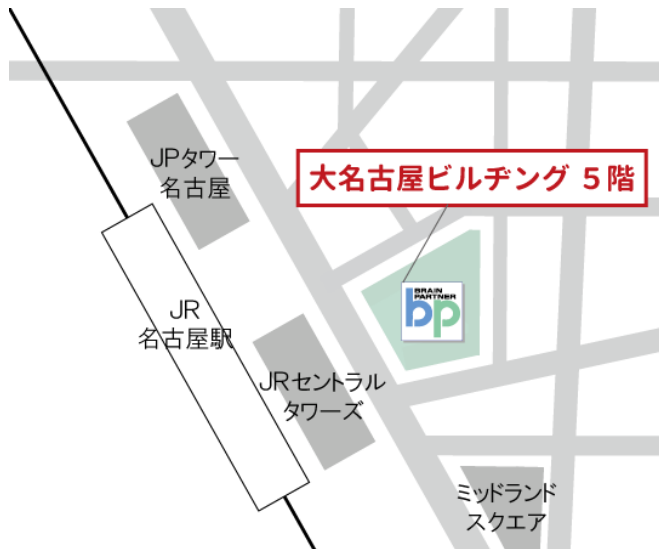 JPタワー
名古屋
大名古屋ビルヂング 5階
BRAIN
PARTNER
bp
JR
名古屋駅
JRセントラル
タワーズ
ミッドランド
スクエア